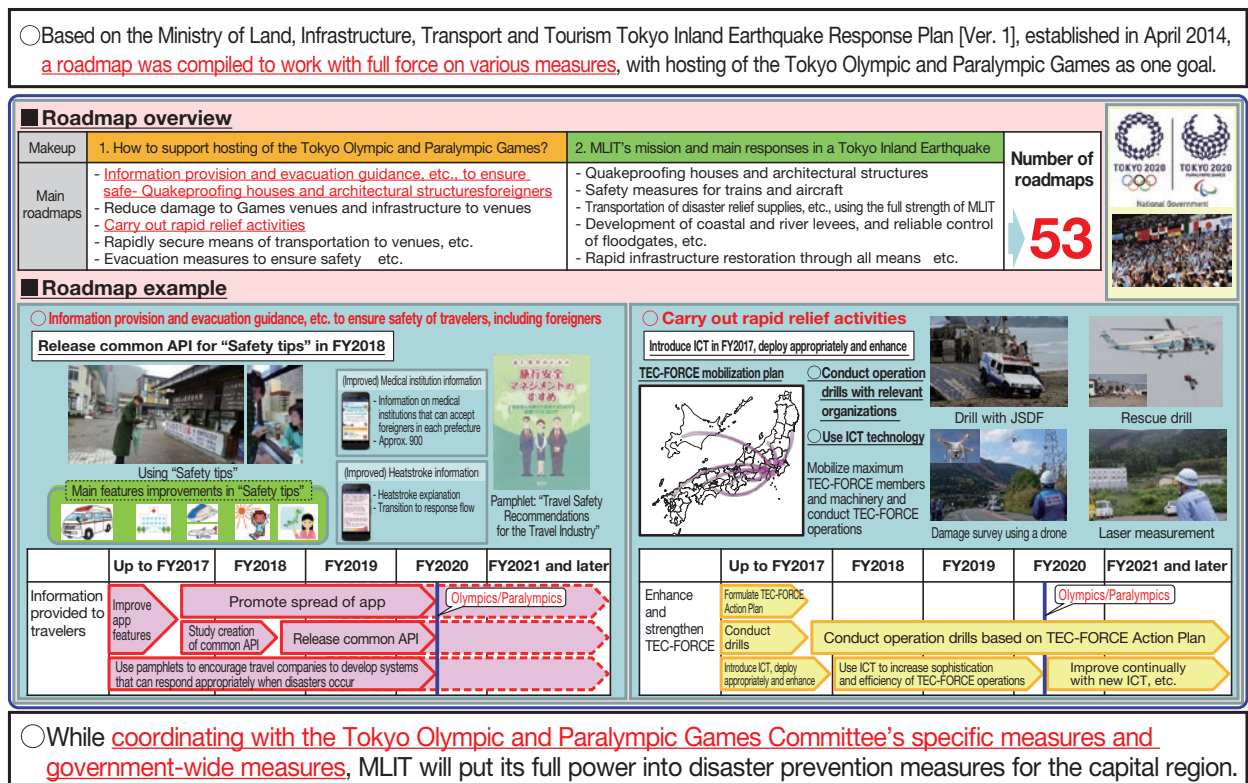 ○Based on the Ministry of Land, Infrastructure, Transport and Tourism Tokyo Inland Earthquake Response Plan [Ver. 1], established in April 2014,
a roadmap was compiled to work with full force on various measures, with hosting of the Tokyo Olympic and Paralympic Games as one goal.
■ Roadmap overview
Makeup
1. How to support hosting of the Tokyo Olympic and Paralympic Games?
2. MLIT's mission and main responses in a Tokyo Inland Earthquake
Main
roadmaps
- Information provision and evacuation guidance, etc., to ensure
safe- Quakeproofing houses and architectural structuresforeigners
- Reduce damage to Games venues and infrastructure to venues
- Carry out rapid relief activities
- Rapidly secure means of transportation to venues, etc.
- Evacuation measures to ensure safety etc.
- Quakeproofing houses and architectural structures
- Safety measures for trains and aircraft
- Transportation of disaster relief supplies, etc., using the full strength of MLIT
- Development of coastal and river levees, and reliable control
of floodgates, etc.
- Rapid infrastructure restoration through all means etc.
Number of
roadmaps
53
TOKYO 2020
TOKYO 2020
PARALYMPIC GAMES
National Government
■ Roadmap example
○Information provision and evacuation guidance, etc. to ensure safety of travelers, including foreigners
Release common API for "Safety tips" in FY2018
Using "Safety tips"
Main features improvements in "Safety tips"
(Improved) Medical institution information
- Information on medical
institutions that can accept
foreigners in each prefecture
- Approx. 900
(Improved) Heatstroke information
- Heatstroke explanation
- Transition to response flow
旅行安全
マネジメントの
すすめ
Pamphlet: "Travel Safety
Recommendations
for the Travel Industry"
Up to FY2017
FY2018
FY2019
FY2020
FY2021 and later
Information
provided to
travelers
Improve
app
features
Promote spread of app
Olympics/Paralympics
Study creation
of common API
Release common API
Use pamphlets to encourage travel companies to develop systems
that can respond appropriately when disasters occur
○ Carry out rapid relief activities
Introduce ICT in FY2017, deploy appropriately and enhance
TEC-FORCE mobilization plan
○Conduct operation
drills with relevant
organizations
○Use ICT technology
Mobilize maximum
TEC-FORCE members
and machinery and
conduct TEC-FORCE
operations
Drill with JSDF
Rescue drill
Damage survey using a drone
Laser measurement
Up to FY2017
FY2018
FY2019
FY2020
FY2021 and later
Enhance
and
strengthen
TEC-FORCE
Formulate TEC-FORCE
Action Plan
Olympics/Paralympics
Conduct
drills
Conduct operation drills based on TEC-FORCE Action Plan
Introduce ICT, deploy
appropriately and enhance
Use ICT to increase sophistication
and efficiency of TEC-FORCE operations
Improve continually
with new ICT, etc.
○While coordinating with the Tokyo Olympic and Paralympic Games Committee's specific measures and
government-wide measures, MLIT will put its full power into disaster prevention measures for the capital region.